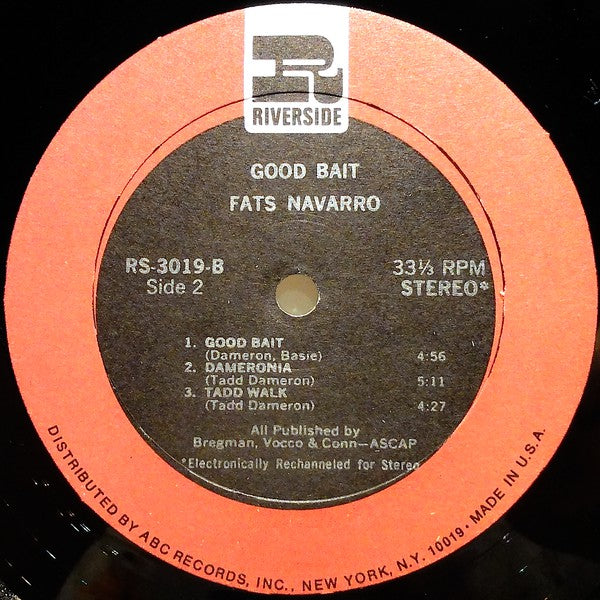 R
RIVERSIDE
GOOD BAIT
FATS NAVARRO
RS-3019-B
Side 2
33⅓ RPM
STEREO*
1. GOOD BAIT
(Dameron, Basie) 4:56
2. DAMERONIA
(Tadd Dameron) 5:11
3. TADD WALK
(Tadd Dameron) 4:27
All Published by
Bregman, Vocco & Conn—ASCAP
*Electronically Rechanneled for Stereo
DISTRIBUTED BY ABC RECORDS, INC., NEW YORK, N.Y. 10019 • MADE IN U.S.A.